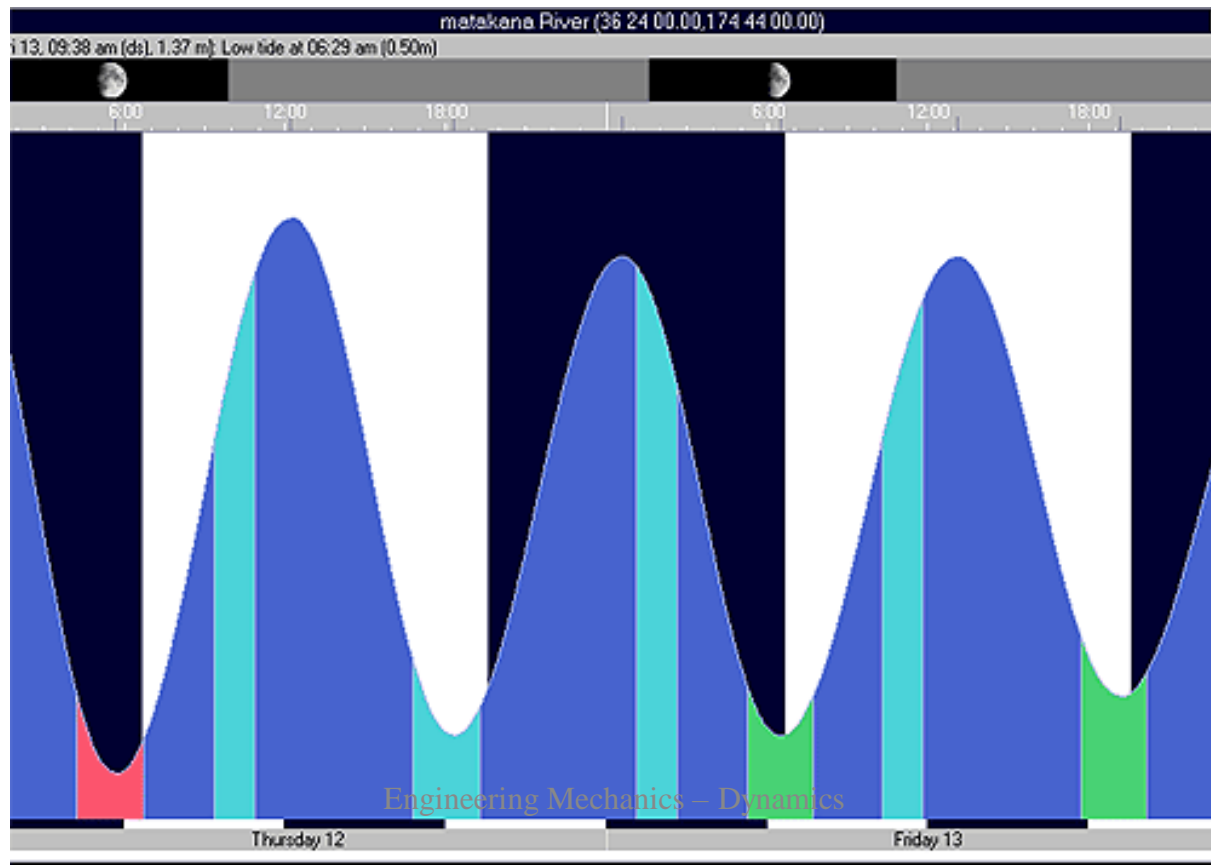 matakana River (36 24 00.00,174 44 00.00)
i 13, 09:38 am (ds), 1.37 m]: Low tide at 06:29 am (0.50m)
6:00 12:00 18:00 6:00 12:00 18:00
Engineering Mechanics – Dynamics
Thursday 12 Friday 13